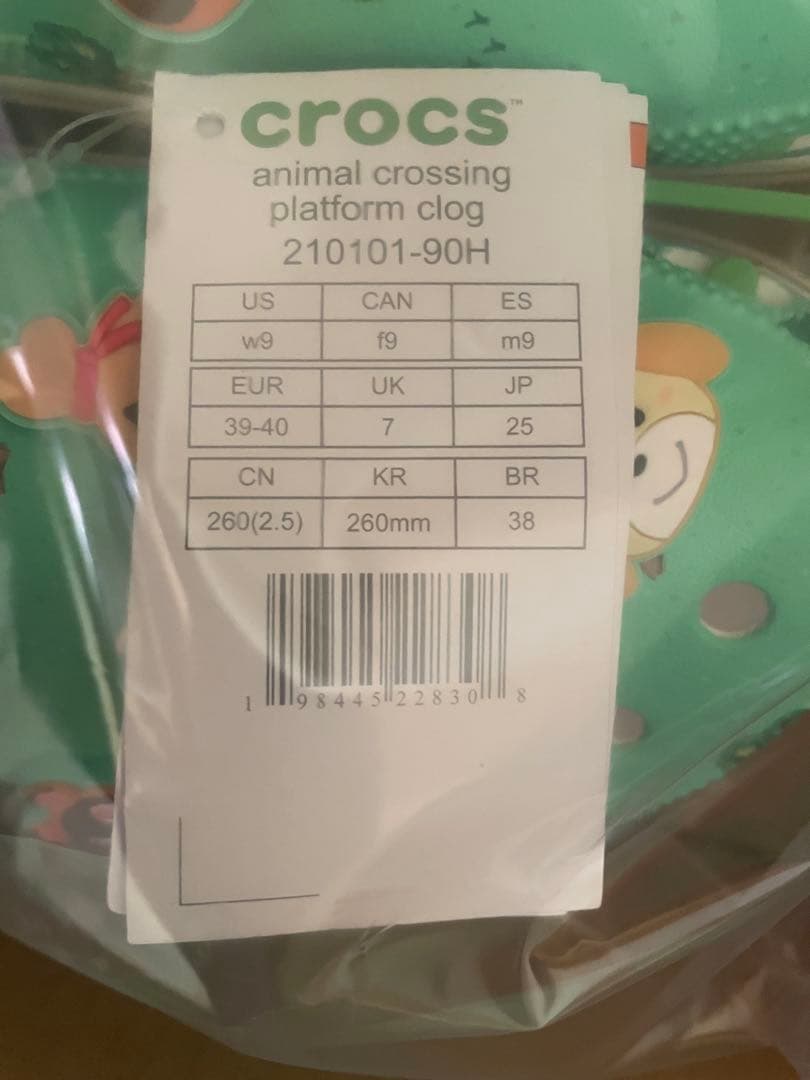 crocs™
animal crossing
platform clog
210101-90H
US CAN ES
w9 f9 m9
EUR UK JP
39-40 7 25
CN KR BR
260(2.5) 260mm 38
1 98445 22830 8